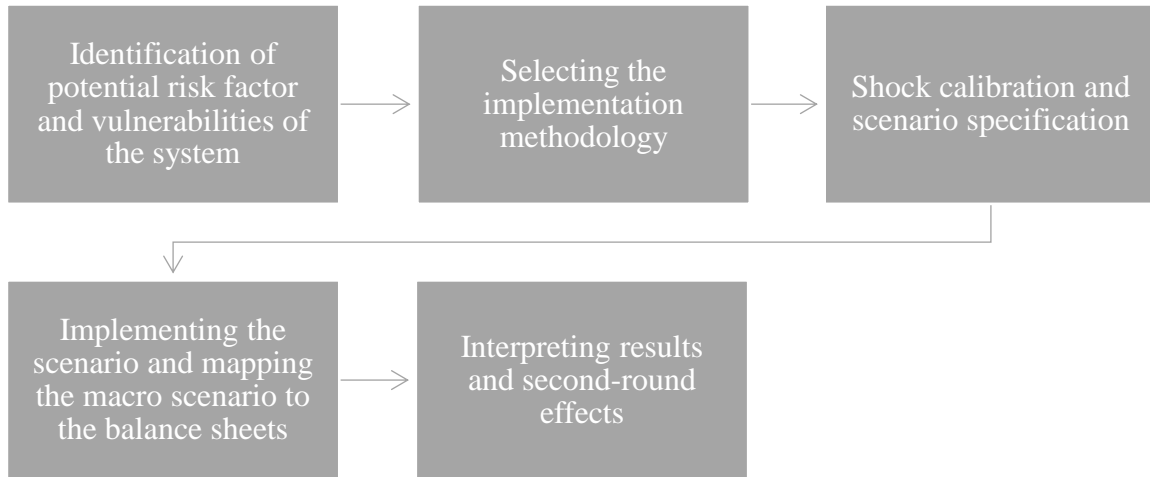 Identification of
potential risk factor
and vulnerabilities of
the system
Selecting the
implementation
methodology
Shock calibration and
scenario specification
Implementing the
scenario and mapping
the macro scenario to
the balance sheets
Interpreting results
and second-round
effects